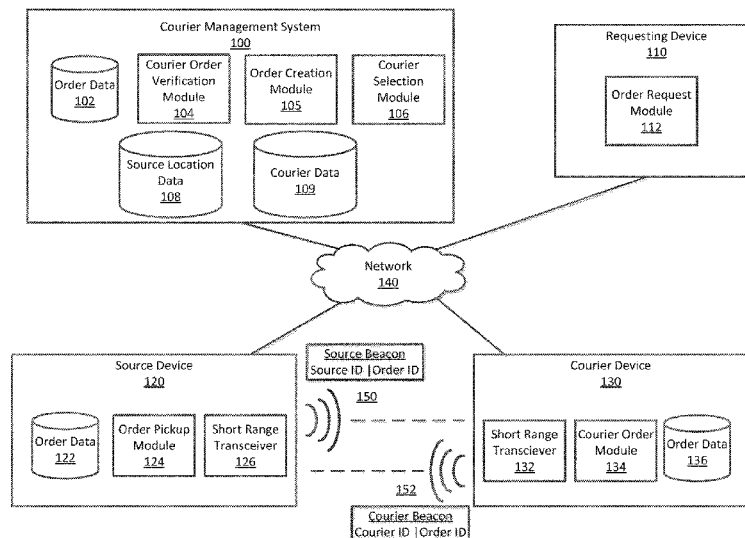 Courier Management System
100
Order Data
102
Courier Order
Verification
Module
104
Order Creation
Module
105
Courier
Selection
Module
106
Source Location
Data
108
Courier Data
109
Requesting Device
110
Order Request
Module
112
Network
140
Source Device
120
Order Data
122
Order Pickup
Module
124
Short Range
Transceiver
126
Source Beacon
Source ID |Order ID
150
152
Courier Beacon
Courier ID |Order ID
Courier Device
130
Short Range
Transciever
132
Courier Order
Module
134
Order Data
136